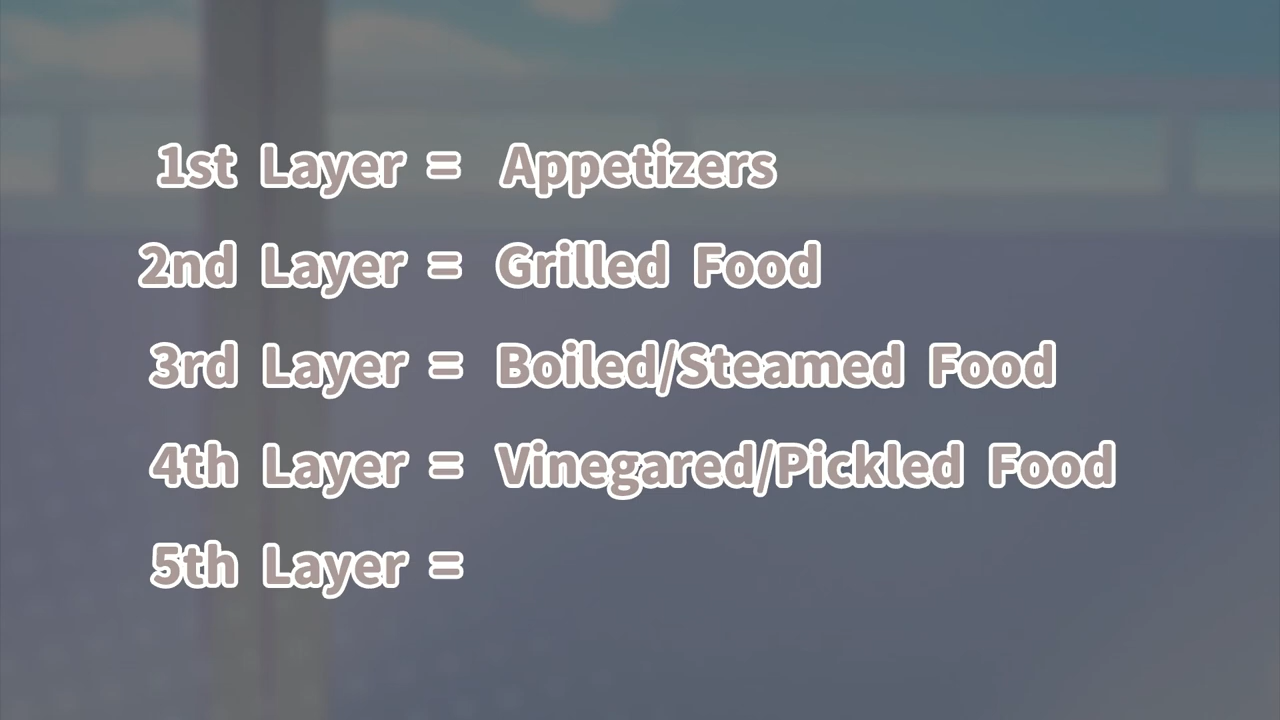 1st Layer = Appetizers
2nd Layer = Grilled Food
3rd Layer = Boiled/Steamed Food
4th Layer = Vinegared/Pickled Food
5th Layer =